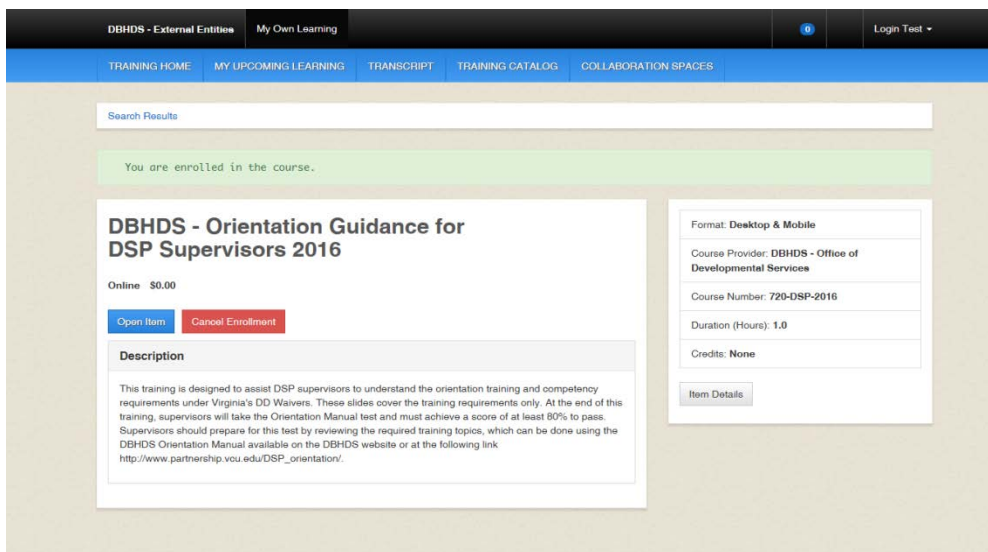 DBHDS - External Entities My Own Learning 0 Login Test
TRAINING HOME MY UPCOMING LEARNING TRANSCRIPT TRAINING CATALOG COLLABORATION SPACES
Search Results
You are enrolled in the course.
DBHDS - Orientation Guidance for
DSP Supervisors 2016
Online $0.00
Open Item Cancel Enrollment
Description
This training is designed to assist DSP supervisors to understand the orientation training and competency
requirements under Virginia's DD Waivers. These slides cover the training requirements only. At the end of this
training, supervisors will take the Orientation Manual test and must achieve a score of at least 80% to pass.
Supervisors should prepare for this test by reviewing the required training topics, which can be done using the
DBHDS Orientation Manual available on the DBHDS website or at the following link
http://www.partnership.vcu.edu/DSP_orientation/.
Format: Desktop & Mobile
Course Provider: DBHDS - Office of
Developmental Services
Course Number: 720-DSP-2016
Duration (Hours): 1.0
Credits: None
Item Details